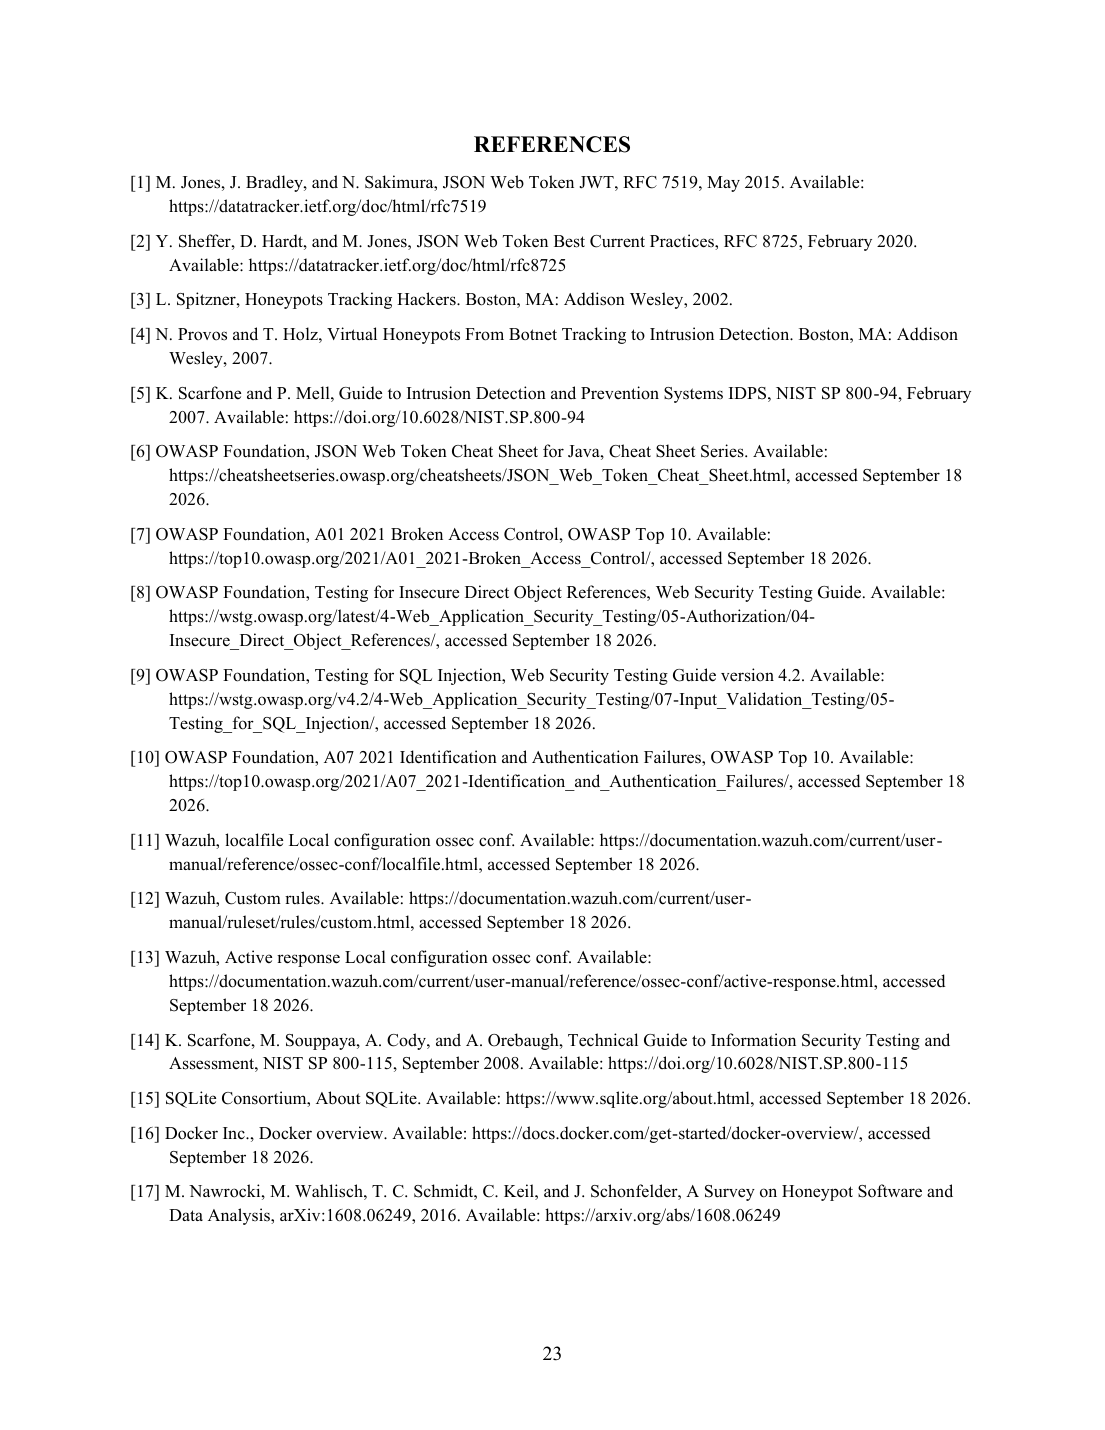 REFERENCES
[1] M. Jones, J. Bradley, and N. Sakimura, JSON Web Token JWT, RFC 7519, May 2015. Available:
https://datatracker.ietf.org/doc/html/rfc7519
[2] Y. Sheffer, D. Hardt, and M. Jones, JSON Web Token Best Current Practices, RFC 8725, February 2020.
Available: https://datatracker.ietf.org/doc/html/rfc8725
[3] L. Spitzner, Honeypots Tracking Hackers. Boston, MA: Addison Wesley, 2002.
[4] N. Provos and T. Holz, Virtual Honeypots From Botnet Tracking to Intrusion Detection. Boston, MA: Addison
Wesley, 2007.
[5] K. Scarfone and P. Mell, Guide to Intrusion Detection and Prevention Systems IDPS, NIST SP 800-94, February
2007. Available: https://doi.org/10.6028/NIST.SP.800-94
[6] OWASP Foundation, JSON Web Token Cheat Sheet for Java, Cheat Sheet Series. Available:
https://cheatsheetseries.owasp.org/cheatsheets/JSON_Web_Token_Cheat_Sheet.html, accessed September 18
2026.
[7] OWASP Foundation, A01 2021 Broken Access Control, OWASP Top 10. Available:
https://top10.owasp.org/2021/A01_2021-Broken_Access_Control/, accessed September 18 2026.
[8] OWASP Foundation, Testing for Insecure Direct Object References, Web Security Testing Guide. Available:
https://wstg.owasp.org/latest/4-Web_Application_Security_Testing/05-Authorization/04-
Insecure_Direct_Object_References/, accessed September 18 2026.
[9] OWASP Foundation, Testing for SQL Injection, Web Security Testing Guide version 4.2. Available:
https://wstg.owasp.org/v4.2/4-Web_Application_Security_Testing/07-Input_Validation_Testing/05-
Testing_for_SQL_Injection/, accessed September 18 2026.
[10] OWASP Foundation, A07 2021 Identification and Authentication Failures, OWASP Top 10. Available:
https://top10.owasp.org/2021/A07_2021-Identification_and_Authentication_Failures/, accessed September 18
2026.
[11] Wazuh, localfile Local configuration ossec conf. Available: https://documentation.wazuh.com/current/user-
manual/reference/ossec-conf/localfile.html, accessed September 18 2026.
[12] Wazuh, Custom rules. Available: https://documentation.wazuh.com/current/user-
manual/ruleset/rules/custom.html, accessed September 18 2026.
[13] Wazuh, Active response Local configuration ossec conf. Available:
https://documentation.wazuh.com/current/user-manual/reference/ossec-conf/active-response.html, accessed
September 18 2026.
[14] K. Scarfone, M. Souppaya, A. Cody, and A. Orebaugh, Technical Guide to Information Security Testing and
Assessment, NIST SP 800-115, September 2008. Available: https://doi.org/10.6028/NIST.SP.800-115
[15] SQLite Consortium, About SQLite. Available: https://www.sqlite.org/about.html, accessed September 18 2026.
[16] Docker Inc., Docker overview. Available: https://docs.docker.com/get-started/docker-overview/, accessed
September 18 2026.
[17] M. Nawrocki, M. Wahlisch, T. C. Schmidt, C. Keil, and J. Schonfelder, A Survey on Honeypot Software and
Data Analysis, arXiv:1608.06249, 2016. Available: https://arxiv.org/abs/1608.06249
23